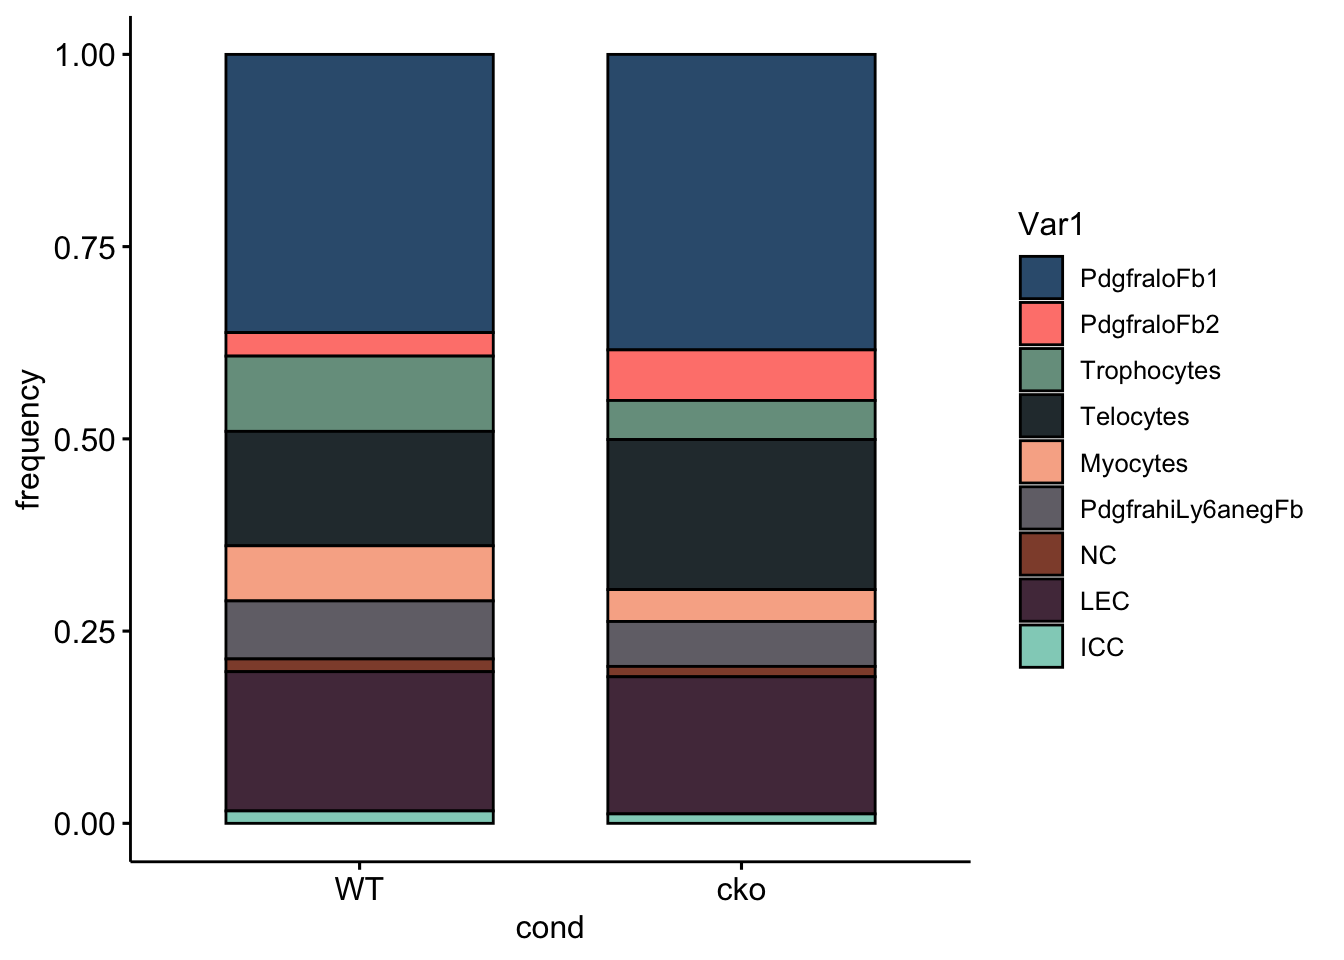 1.00
0.75
0.50
0.25
0.00
frequency
WT
cko
cond
Var1
PdgfraloFb1
PdgfraloFb2
Trophocytes
Telocytes
Myocytes
PdgfrahiLy6anegFb
NC
LEC
ICC